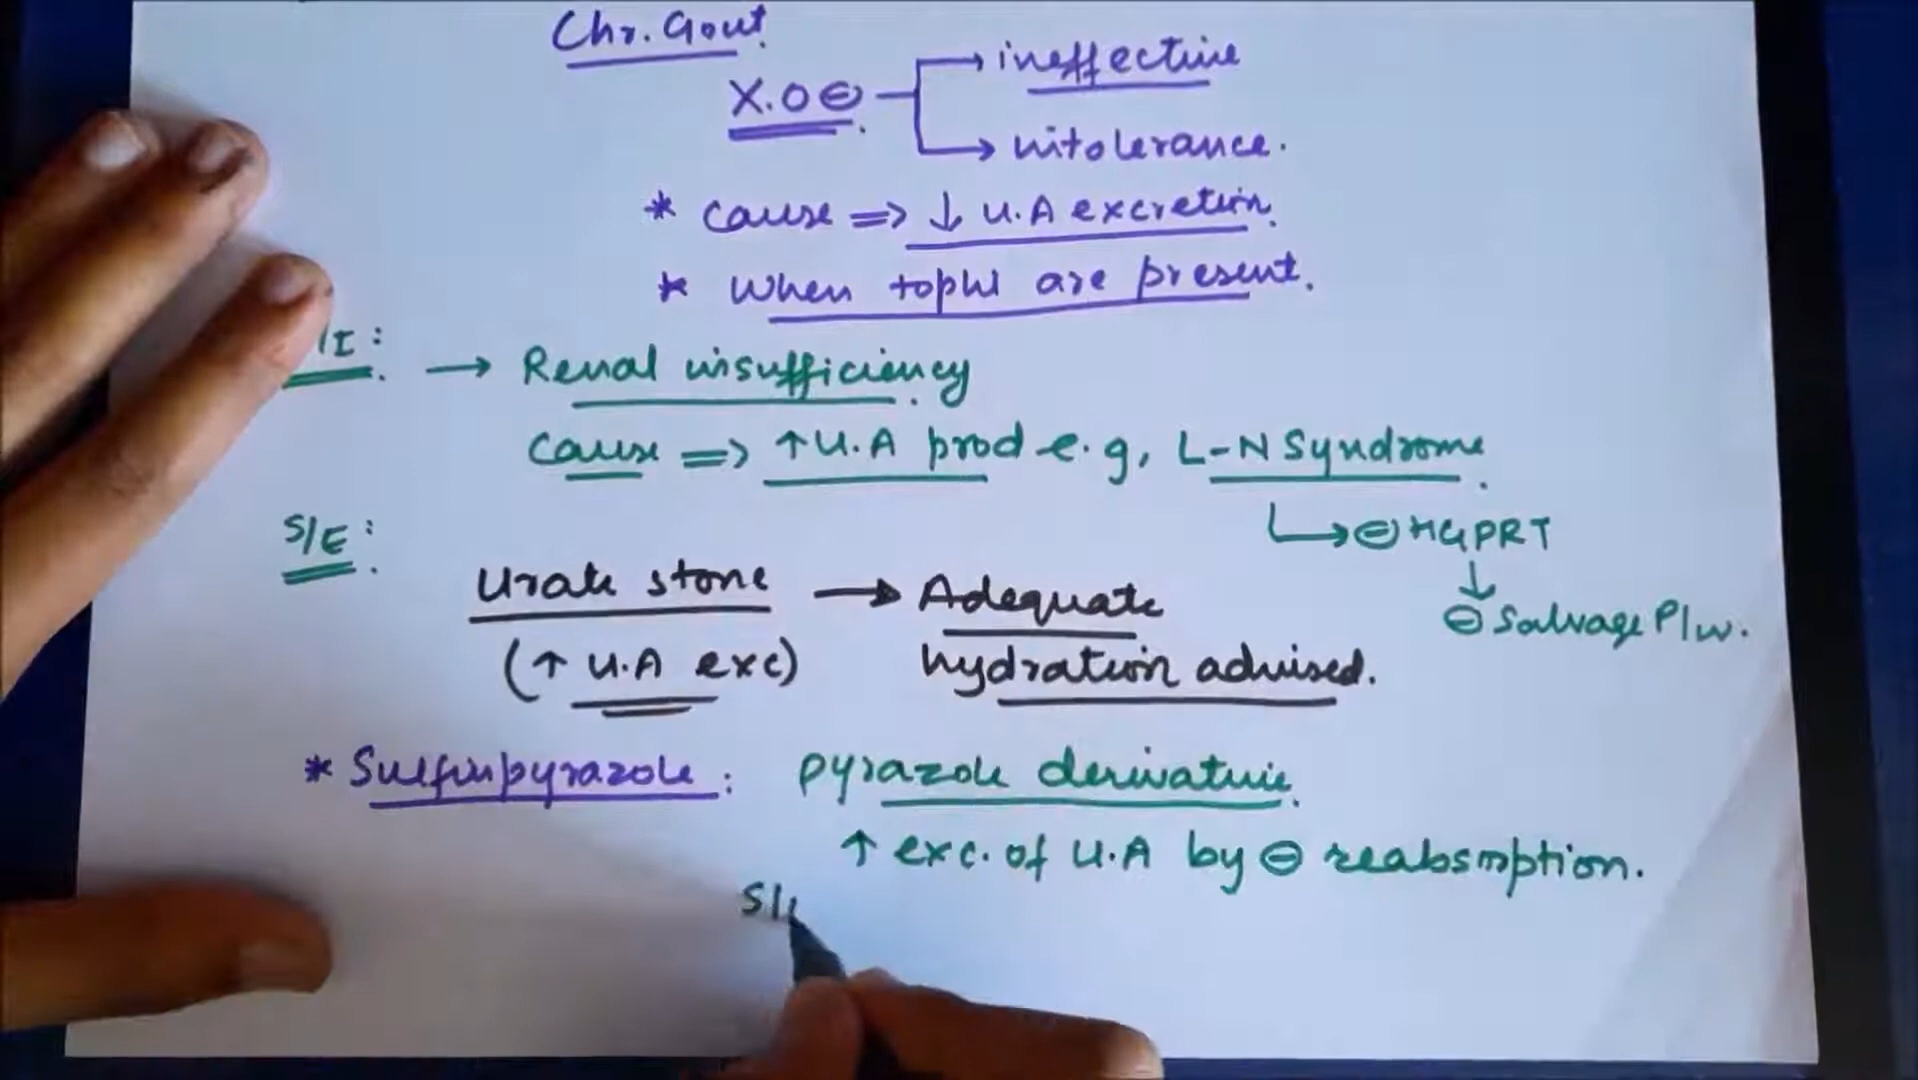 Chr. Gout.
X.O⊖ → ineffective
→ intolerance.
* cause ⇒ ↓ U.A excretion.
* When tophi are present.
/I : → Renal insufficiency.
cause ⇒ ↑U.A prod e.g, L-N Syndrome.
↳ ⊖ HGPRT
↓
⊖ Salvage P/w.
S/E :
Urate stone → Adequate
(↑ U.A exc) hydration advised.
* Sulfinpyrazole : pyrazole derivative.
↑ exc. of U.A by ⊖ reabsorption.
S/